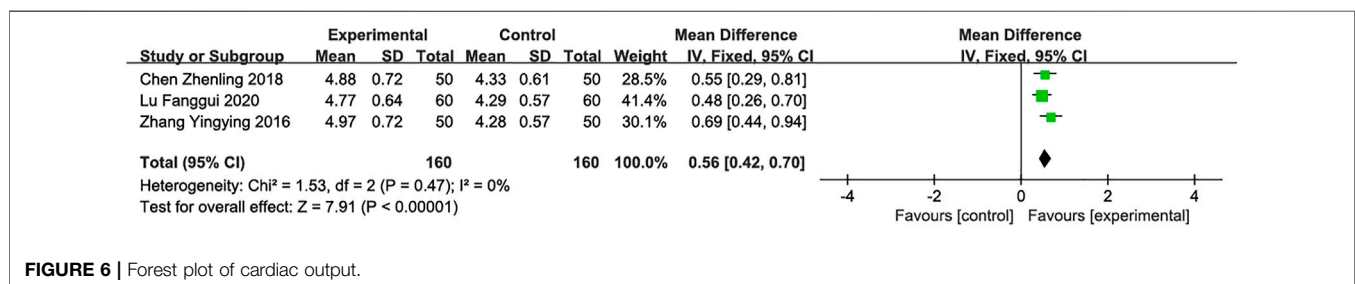 Experimental Control Mean Difference Mean Difference
Study or Subgroup Mean SD Total Mean SD Total Weight IV, Fixed, 95% CI IV, Fixed, 95% CI
Chen Zhenling 2018 4.88 0.72 50 4.33 0.61 50 28.5% 0.55 [0.29, 0.81]
Lu Fanggui 2020 4.77 0.64 60 4.29 0.57 60 41.4% 0.48 [0.26, 0.70]
Zhang Yingying 2016 4.97 0.72 50 4.28 0.57 50 30.1% 0.69 [0.44, 0.94]
Total (95% CI) 160 160 100.0% 0.56 [0.42, 0.70]
Heterogeneity: Chi² = 1.53, df = 2 (P = 0.47); I² = 0%
Test for overall effect: Z = 7.91 (P < 0.00001)
-4 -2 0 2 4
Favours [control] Favours [experimental]
FIGURE 6 | Forest plot of cardiac output.